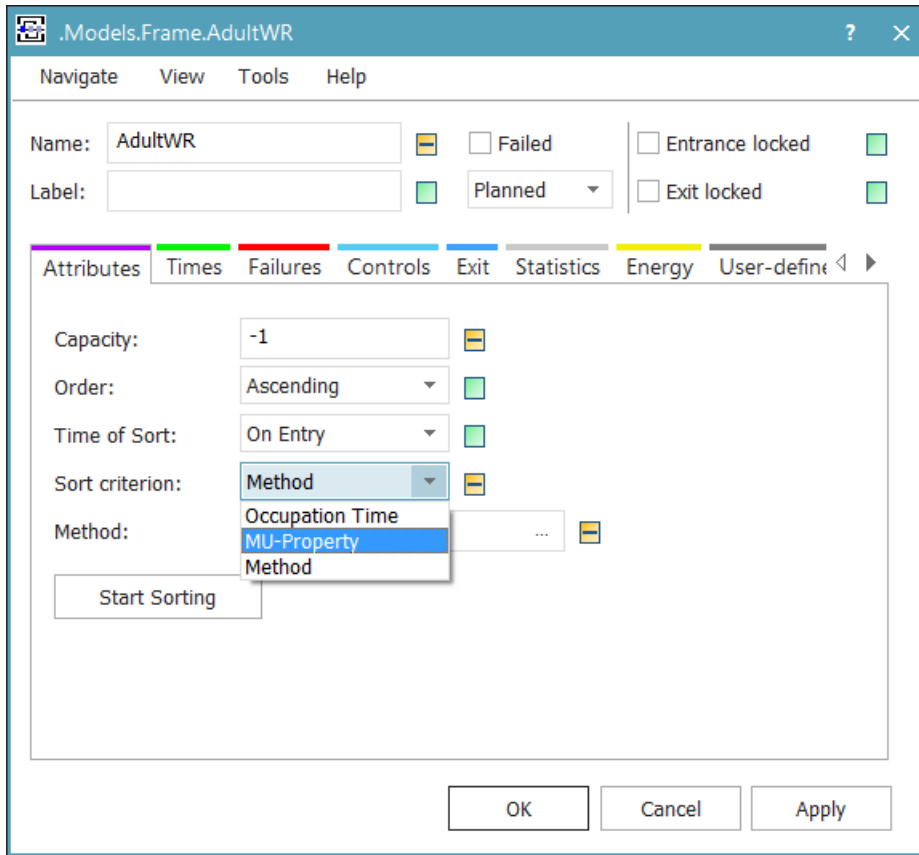 .Models.Frame.AdultWR ?
Navigate View Tools Help
Name: AdultWR Failed Entrance locked
Label: Planned Exit locked
Attributes Times Failures Controls Exit Statistics Energy User-define
Capacity: -1
Order: Ascending
Time of Sort: On Entry
Sort criterion: Method
Occupation Time
Method: MU-Property ...
Method
Start Sorting
OK Cancel Apply